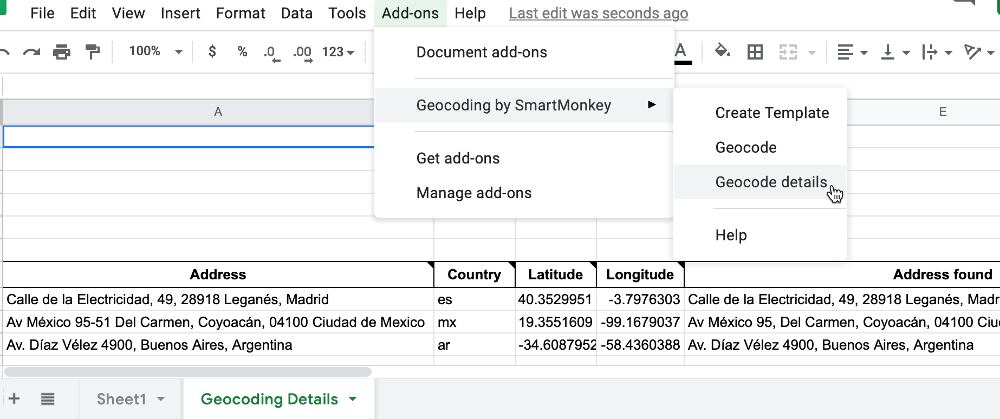 File Edit View Insert Format Data Tools Add-ons Help Last edit was seconds ago
100% $ % .0 .00 123 A
Document add-ons
Geocoding by SmartMonkey
Get add-ons
Manage add-ons
Create Template
Geocode
Geocode details
Help
A E
Address Country Latitude Longitude Address found
Calle de la Electricidad, 49, 28918 Leganés, Madrid es 40.3529951 -3.7976303 Calle de la Electricidad, 49, 28918 Leganés, Madr
Av México 95-51 Del Carmen, Coyoacán, 04100 Ciudad de Mexico mx 19.3551609 -99.1679037 Av México 95, Del Carmen, Coyoacán, 04100 Ciu
Av. Díaz Vélez 4900, Buenos Aires, Argentina ar -34.6087952 -58.4360388 Av. Díaz Vélez 4900, Buenos Aires, Argentina
Sheet1 Geocoding Details